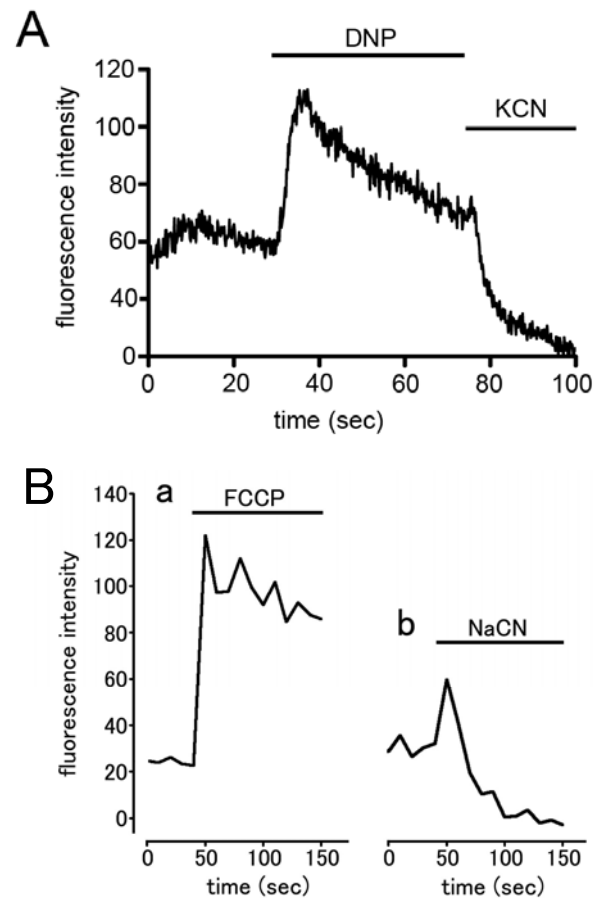 A
DNP
KCN
fluorescence intensity
120
100
80
60
40
20
0
0 20 40 60 80 100
time (sec)
B
a
FCCP
fluorescence intensity
140
120
100
80
60
40
20
0
0 50 100 150
time (sec)
b
NaCN
0 50 100 150
time (sec)